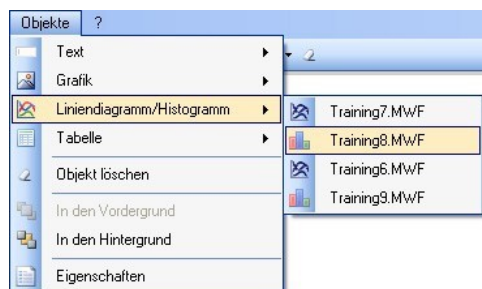 Objekte ?
Text
Grafik
Liniendiagramm/Histogramm
Tabelle
Objekt löschen
In den Vordergrund
In den Hintergrund
Eigenschaften
Training7.MWF
Training8.MWF
Training6.MWF
Training9.MWF